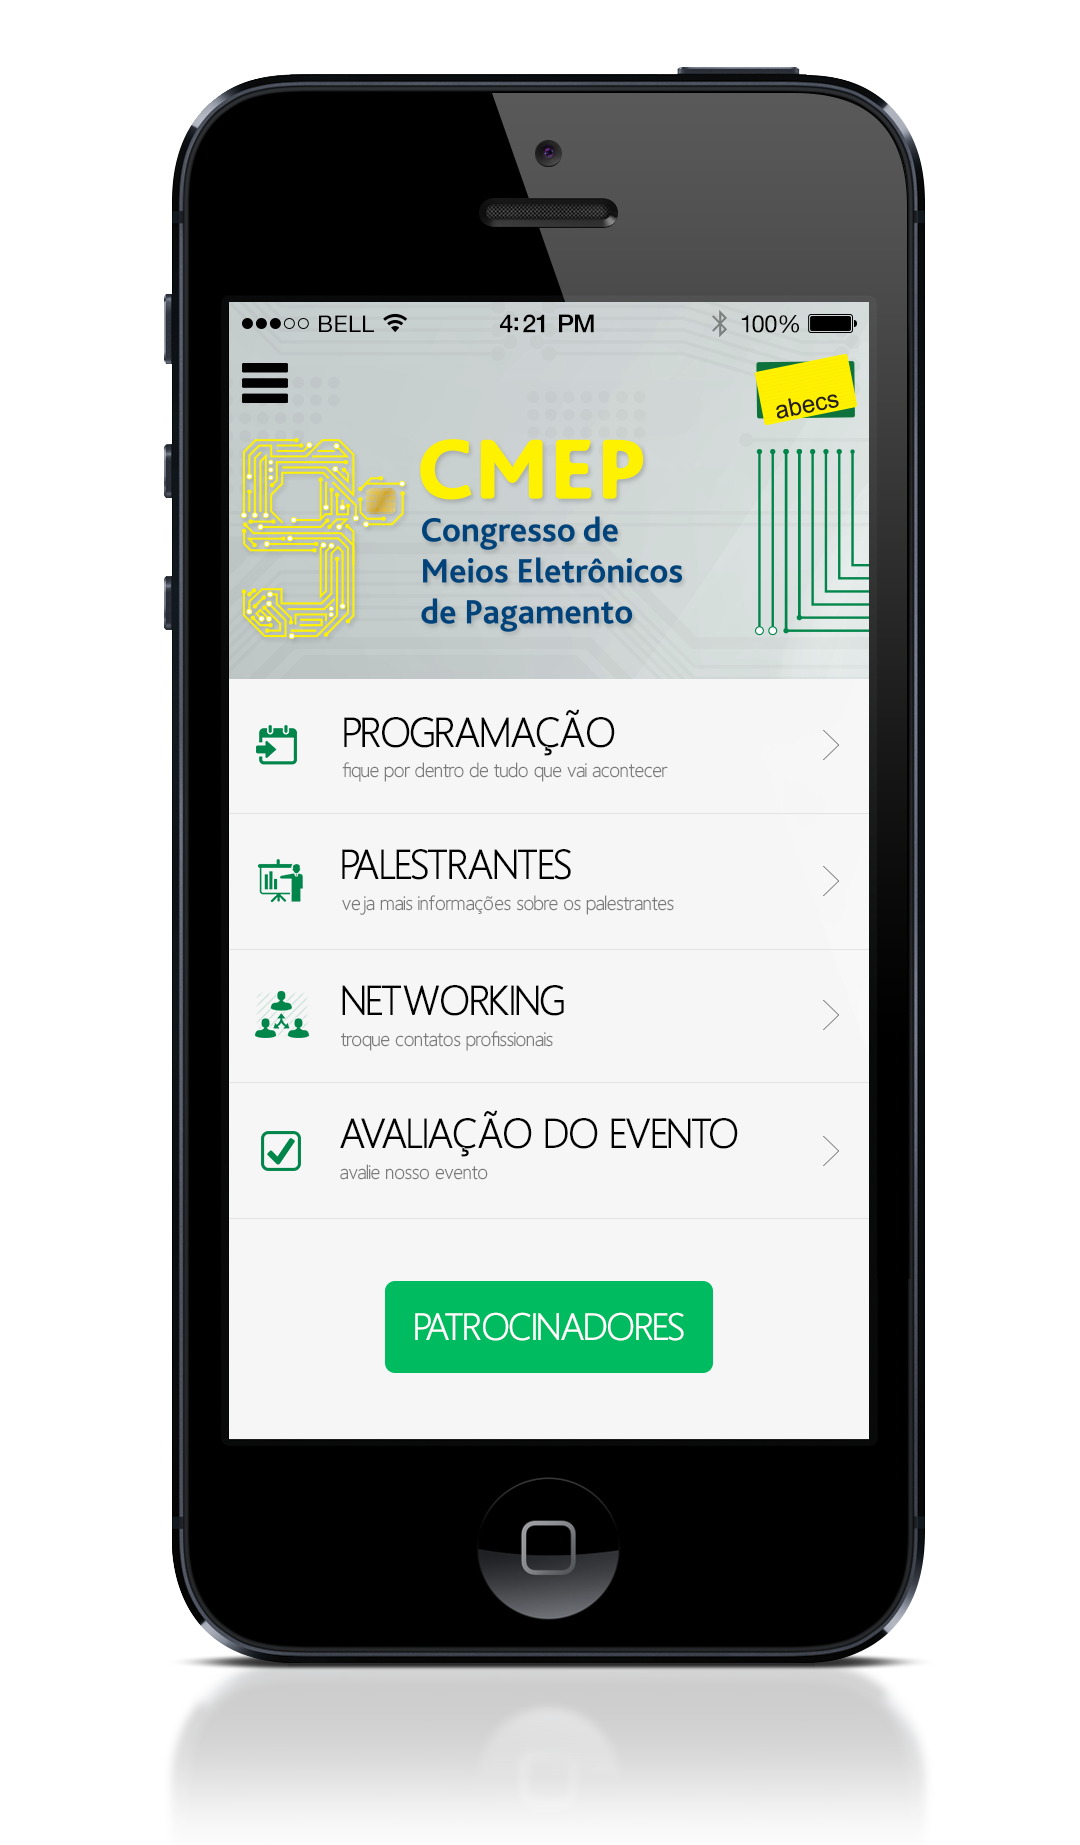 BELL 4:21 PM 100%
abecs
9º CMEP
Congresso de
Meios Eletrônicos
de Pagamento
PROGRAMAÇÃO
fique por dentro de tudo que vai acontecer
PALESTRANTES
veja mais informações sobre os palestrantes
NETWORKING
troque contatos profissionais
AVALIAÇÃO DO EVENTO
avalie nosso evento
PATROCINADORES